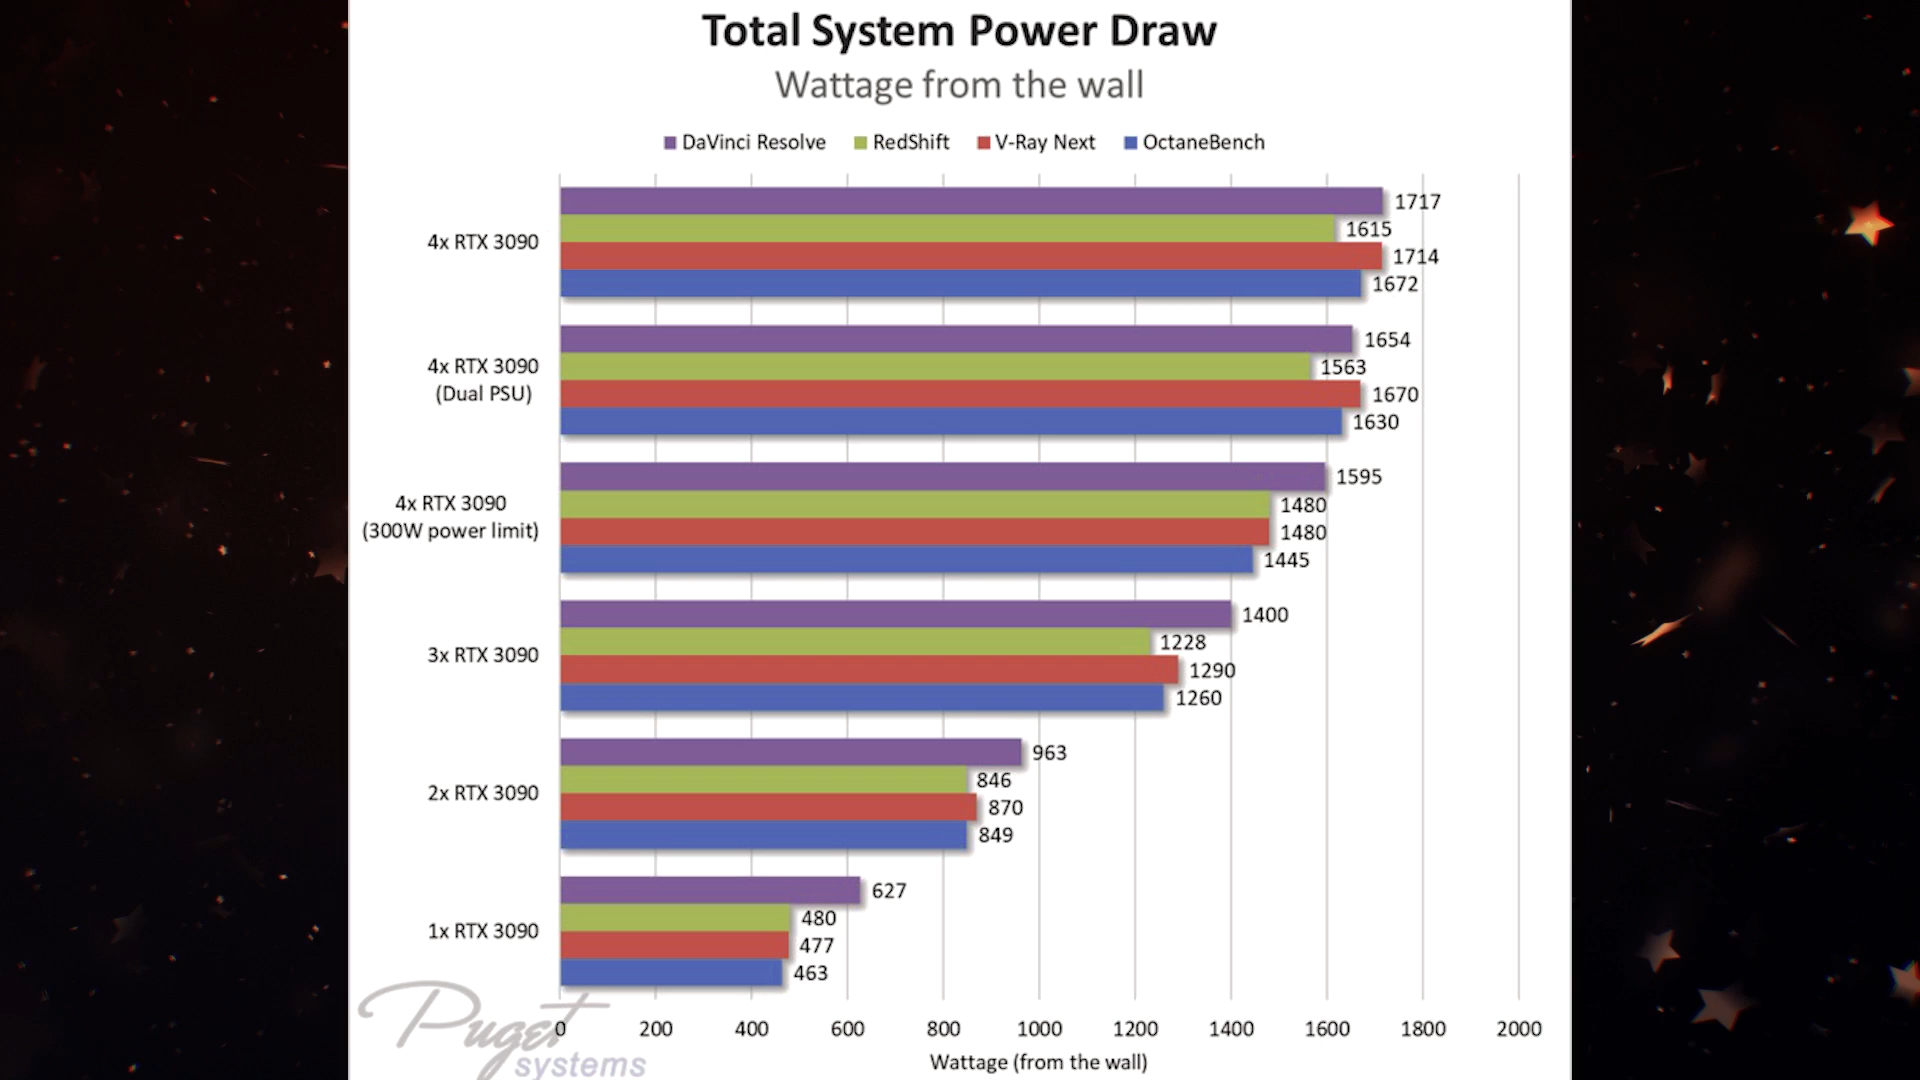 Total System Power Draw
Wattage from the wall
DaVinci Resolve RedShift V-Ray Next OctaneBench
4x RTX 3090
1717
1615
1714
1672
4x RTX 3090
(Dual PSU)
1654
1563
1670
1630
4x RTX 3090
(300W power limit)
1595
1480
1480
1445
3x RTX 3090
1400
1228
1290
1260
2x RTX 3090
963
846
870
849
1x RTX 3090
627
480
477
463
0 200 400 600 800 1000 1200 1400 1600 1800 2000
Wattage (from the wall)
Puget
systems